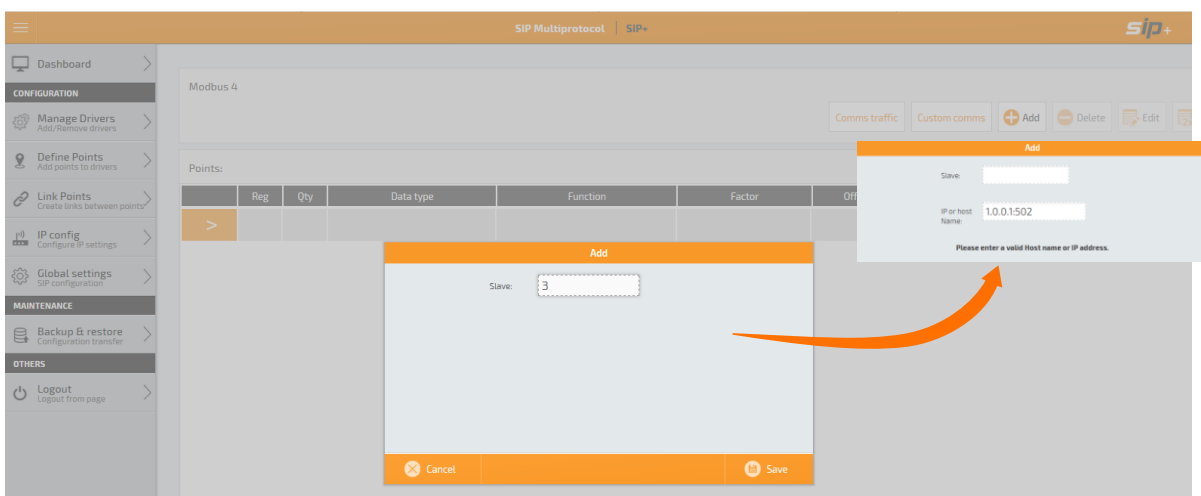 SIP Multiprotocol | SIP+
sip+
Dashboard
CONFIGURATION
Manage Drivers
Add/Remove drivers
Define Points
Add points to drivers
Link Points
Create links between points
IP config
Configure IP settings
Global settings
SIP configuration
MAINTENANCE
Backup & restore
Configuration transfer
OTHERS
Logout
Logout from page
Modbus 4
Comms traffic Custom comms Add Delete Edit
Points:
Reg Qty Data type Function Factor Off
>
Add
Slave: 3
Cancel Save
Add
Slave:
IP or host 1.0.0.1:502
Name:
Please enter a valid Host name or IP address.